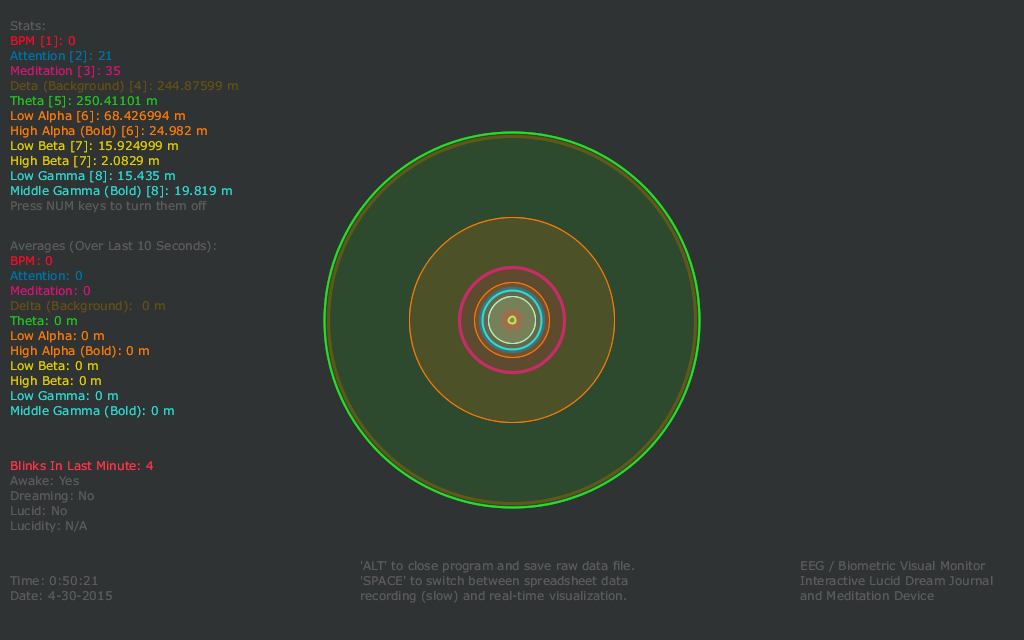 Stats:
BPM [1]: 0
Attention [2]: 21
Meditation [3]: 35
Deta (Background) [4]: 244.87599 m
Theta [5]: 250.41101 m
Low Alpha [6]: 68.426994 m
High Alpha (Bold) [6]: 24.982 m
Low Beta [7]: 15.924999 m
High Beta [7]: 2.0829 m
Low Gamma [8]: 15.435 m
Middle Gamma (Bold) [8]: 19.819 m
Press NUM keys to turn them off
Averages (Over Last 10 Seconds):
BPM: 0
Attention: 0
Meditation: 0
Delta (Background):  0 m
Theta: 0 m
Low Alpha: 0 m
High Alpha (Bold): 0 m
Low Beta: 0 m
High Beta: 0 m
Low Gamma: 0 m
Middle Gamma (Bold): 0 m
Blinks In Last Minute: 4
Awake: Yes
Dreaming: No
Lucid: No
Lucidity: N/A
Time: 0:50:21
Date: 4-30-2015
'ALT' to close program and save raw data file.
'SPACE' to switch between spreadsheet data
recording (slow) and real-time visualization.
EEG / Biometric Visual Monitor
Interactive Lucid Dream Journal
and Meditation Device